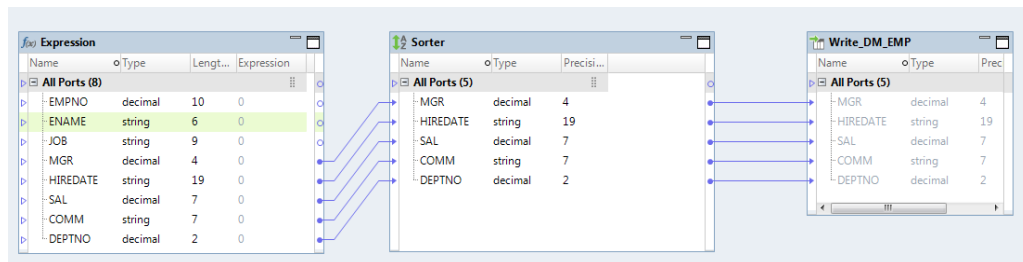 f(x) Expression
Name Type Lengt... Expression
All Ports (8)
EMPNO decimal 10 0
ENAME string 6 0
JOB string 9 0
MGR decimal 4 0
HIREDATE string 19 0
SAL decimal 7 0
COMM string 7 0
DEPTNO decimal 2 0
AZ Sorter
Name Type Precisi...
All Ports (5)
MGR decimal 4
HIREDATE string 19
SAL decimal 7
COMM string 7
DEPTNO decimal 2
Write_DM_EMP
Name Type Prec
All Ports (5)
MGR decimal 4
HIREDATE string 19
SAL decimal 7
COMM string 7
DEPTNO decimal 2